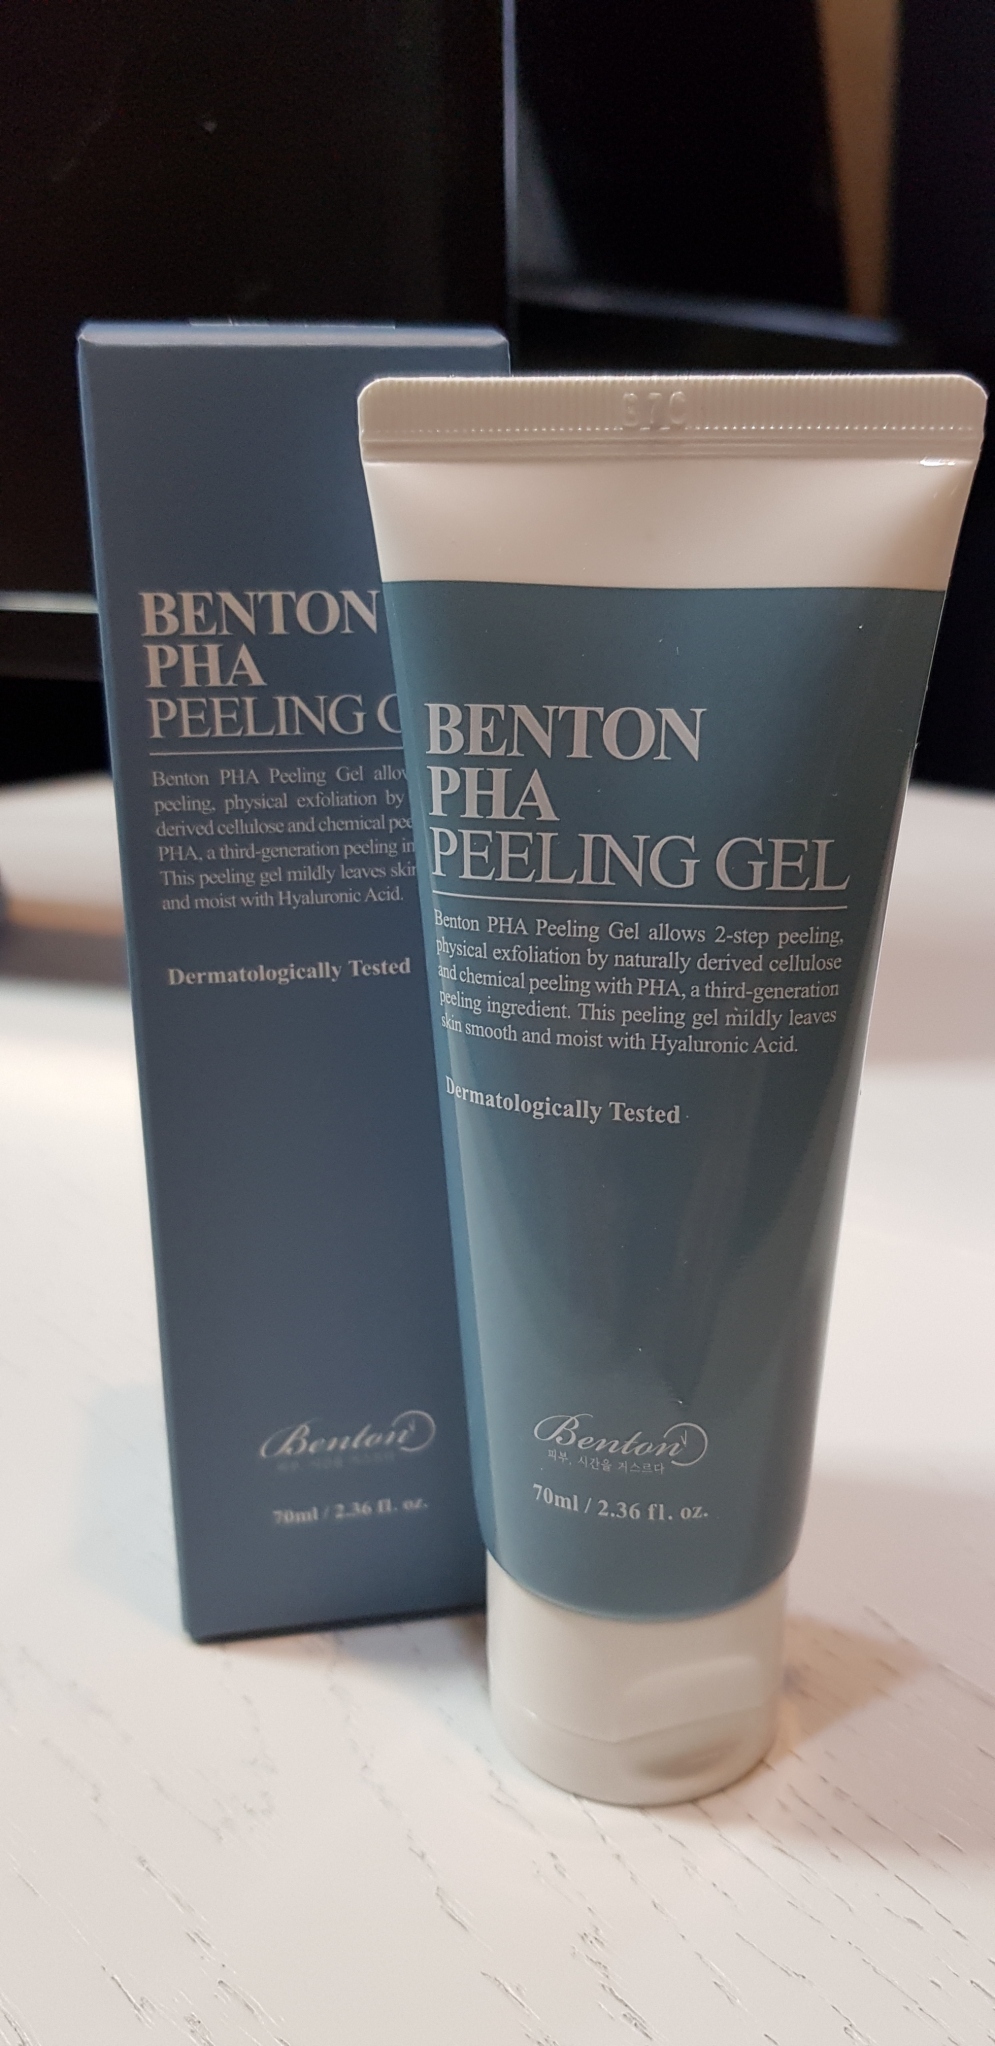 BENTON
PHA
PEELING G
Benton PHA Peeling Gel allow
peeling, physical exfoliation by
derived cellulose and chemical pee
PHA, a third-generation peeling in
This peeling gel mildly leaves skin
and moist with Hyaluronic Acid.
Dermatologically Tested
Benton
70ml / 2.36 fl. oz.
BENTON
PHA
PEELING GEL
Benton PHA Peeling Gel allows 2-step peeling,
physical exfoliation by naturally derived cellulose
and chemical peeling with PHA, a third-generation
peeling ingredient. This peeling gel mildly leaves
skin smooth and moist with Hyaluronic Acid.
Dermatologically Tested
Benton
피부, 시간을 거스르다
70ml / 2.36 fl. oz.